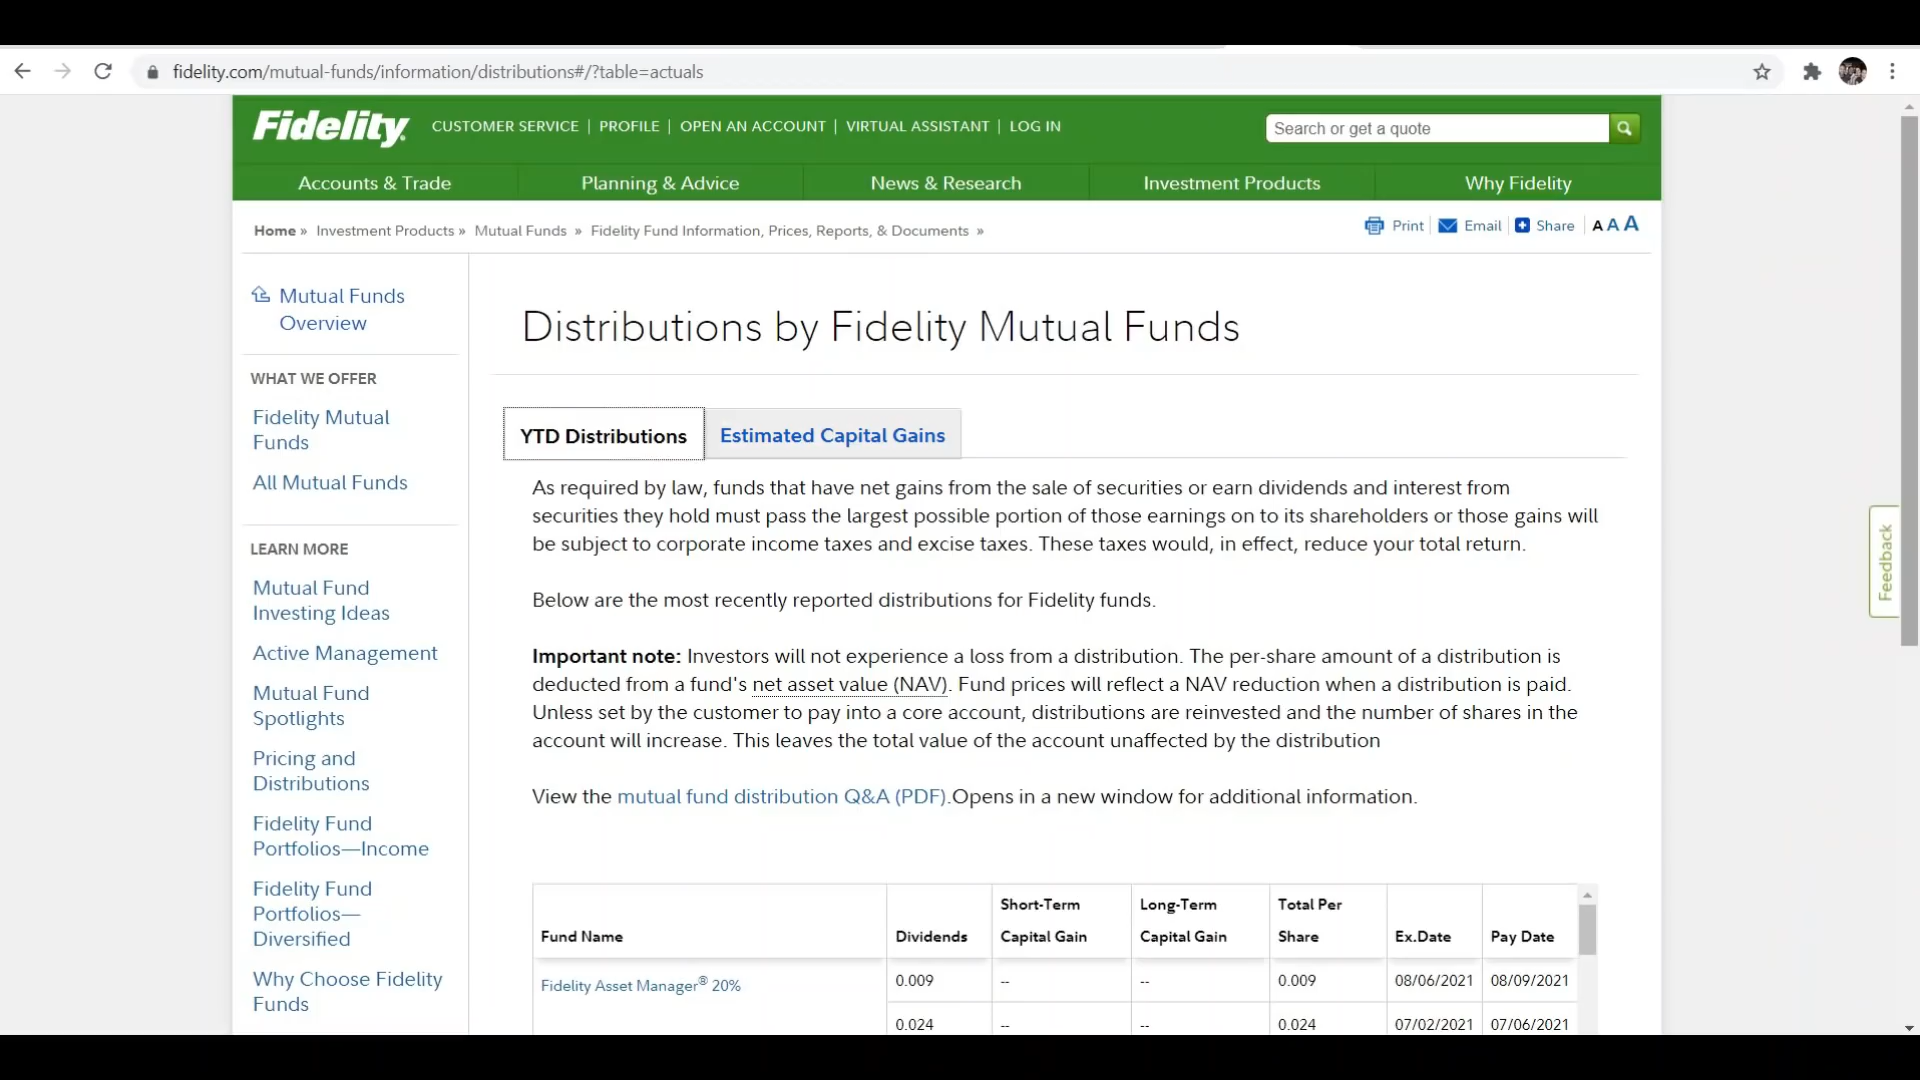 fidelity.com/mutual-funds/information/distributions#/?table=actuals
Fidelity
CUSTOMER SERVICE | PROFILE | OPEN AN ACCOUNT | VIRTUAL ASSISTANT | LOG IN
Search or get a quote
Accounts & Trade Planning & Advice News & Research Investment Products Why Fidelity
Home » Investment Products » Mutual Funds » Fidelity Fund Information, Prices, Reports, & Documents »
Print Email Share A A A
Mutual Funds
Overview
WHAT WE OFFER
Fidelity Mutual
Funds
All Mutual Funds
LEARN MORE
Mutual Fund
Investing Ideas
Active Management
Mutual Fund
Spotlights
Pricing and
Distributions
Fidelity Fund
Portfolios—Income
Fidelity Fund
Portfolios—
Diversified
Why Choose Fidelity
Funds
Distributions by Fidelity Mutual Funds
YTD Distributions Estimated Capital Gains
As required by law, funds that have net gains from the sale of securities or earn dividends and interest from
securities they hold must pass the largest possible portion of those earnings on to its shareholders or those gains will
be subject to corporate income taxes and excise taxes. These taxes would, in effect, reduce your total return.
Below are the most recently reported distributions for Fidelity funds.
Important note: Investors will not experience a loss from a distribution. The per-share amount of a distribution is
deducted from a fund's net asset value (NAV). Fund prices will reflect a NAV reduction when a distribution is paid.
Unless set by the customer to pay into a core account, distributions are reinvested and the number of shares in the
account will increase. This leaves the total value of the account unaffected by the distribution
View the mutual fund distribution Q&A (PDF).Opens in a new window for additional information.
Short-Term Long-Term Total Per
Fund Name Dividends Capital Gain Capital Gain Share Ex.Date Pay Date
Fidelity Asset Manager® 20% 0.009 -- -- 0.009 08/06/2021 08/09/2021
0.024 -- -- 0.024 07/02/2021 07/06/2021
Feedback